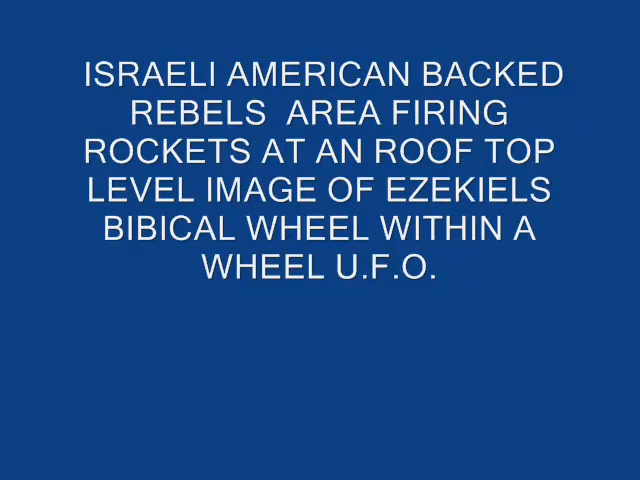 ISRAELI AMERICAN BACKED
REBELS  AREA FIRING
ROCKETS AT AN ROOF TOP
LEVEL IMAGE OF EZEKIELS
BIBICAL WHEEL WITHIN A
WHEEL U.F.O.